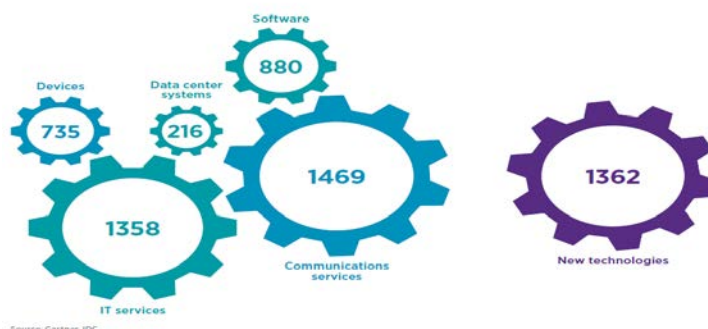 Software
880
Devices
735
Data center
systems
216
1469
1362
1358
Communications
services
New technologies
IT services